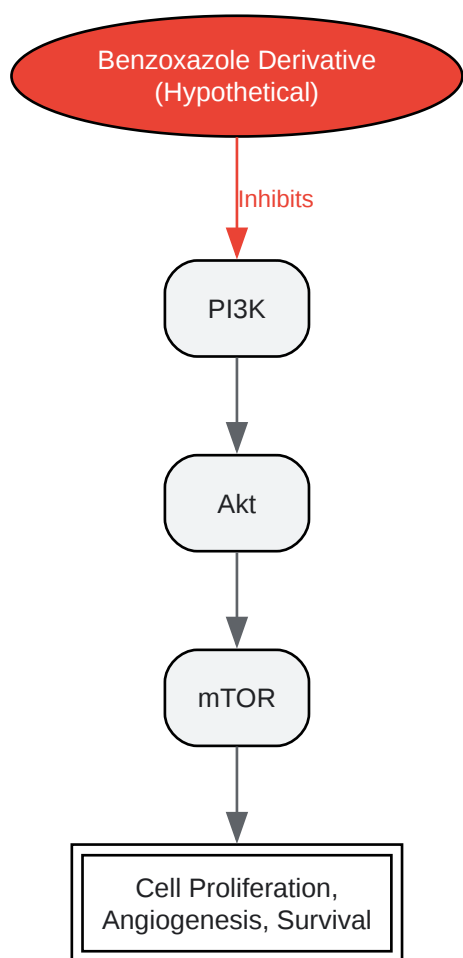 Benzoxazole Derivative
(Hypothetical)
Inhibits
PI3K
Akt
mTOR
Cell Proliferation,
Angiogenesis, Survival